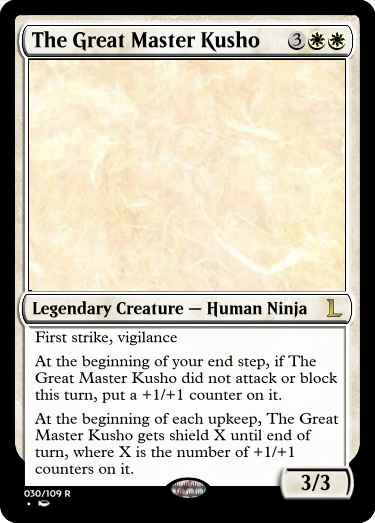 The Great Master Kusho 3
Legendary Creature — Human Ninja L
First strike, vigilance
At the beginning of your end step, if The
Great Master Kusho did not attack or block
this turn, put a +1/+1 counter on it.
At the beginning of each upkeep, The Great
Master Kusho gets shield X until end of
turn, where X is the number of +1/+1
counters on it.
3/3
030/109 R